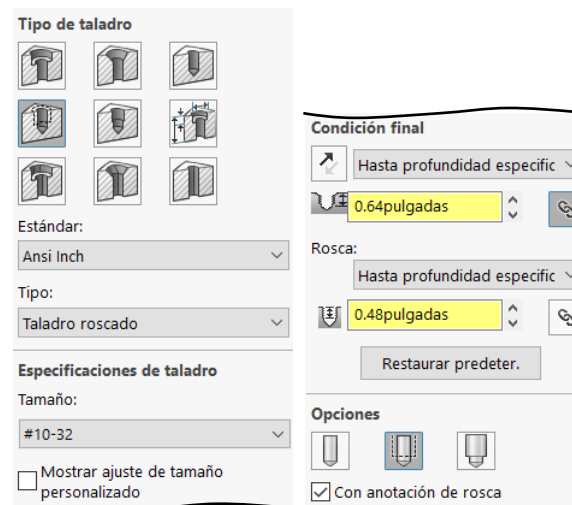 Tipo de taladro
Estándar:
Ansi Inch
Tipo:
Taladro roscado
Especificaciones de taladro
Tamaño:
#10-32
Mostrar ajuste de tamaño
personalizado
Condición final
Hasta profundidad especific
0.64pulgadas
Rosca:
Hasta profundidad especific
0.48pulgadas
Restaurar predeter.
Opciones
Con anotación de rosca